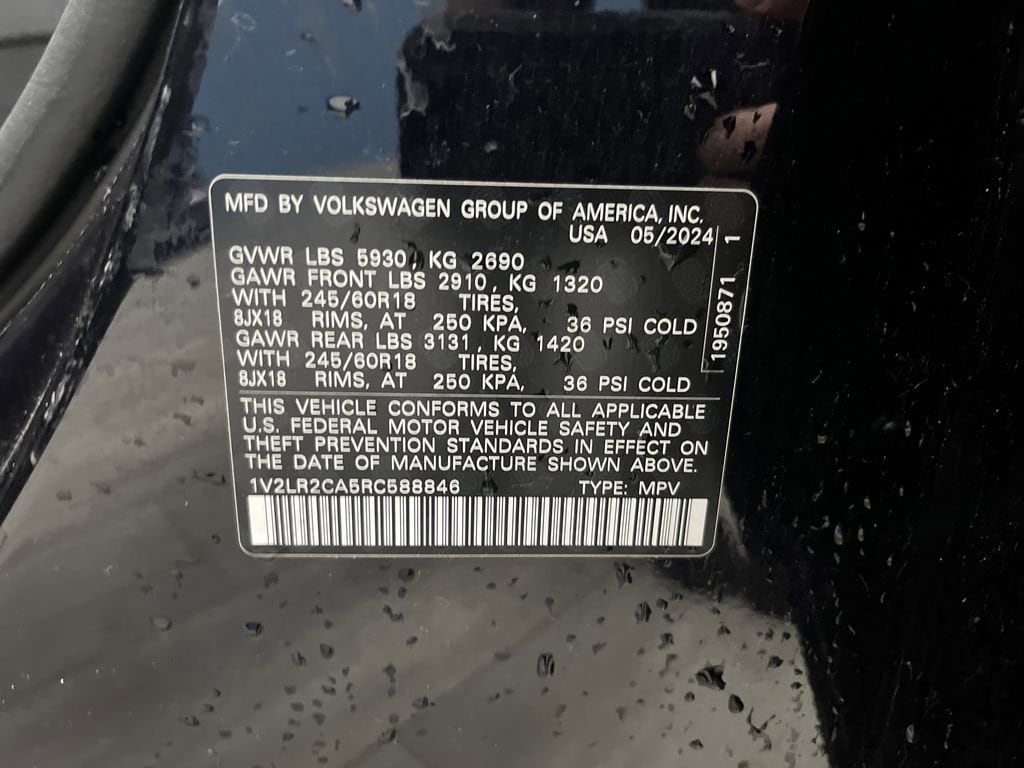 MFD BY VOLKSWAGEN GROUP OF AMERICA, INC.
USA 05/2024
GVWR LBS 5930, KG 2690
GAWR FRONT LBS 2910, KG 1320
WITH 245/60R18 TIRES,
8JX18 RIMS, AT 250 KPA, 36 PSI COLD
GAWR REAR LBS 3131, KG 1420
WITH 245/60R18 TIRES,
8JX18 RIMS, AT 250 KPA, 36 PSI COLD
1950871 1
THIS VEHICLE CONFORMS TO ALL APPLICABLE
U.S. FEDERAL MOTOR VEHICLE SAFETY AND
THEFT PREVENTION STANDARDS IN EFFECT ON
THE DATE OF MANUFACTURE SHOWN ABOVE.
1V2LR2CA5RC588846 TYPE: MPV